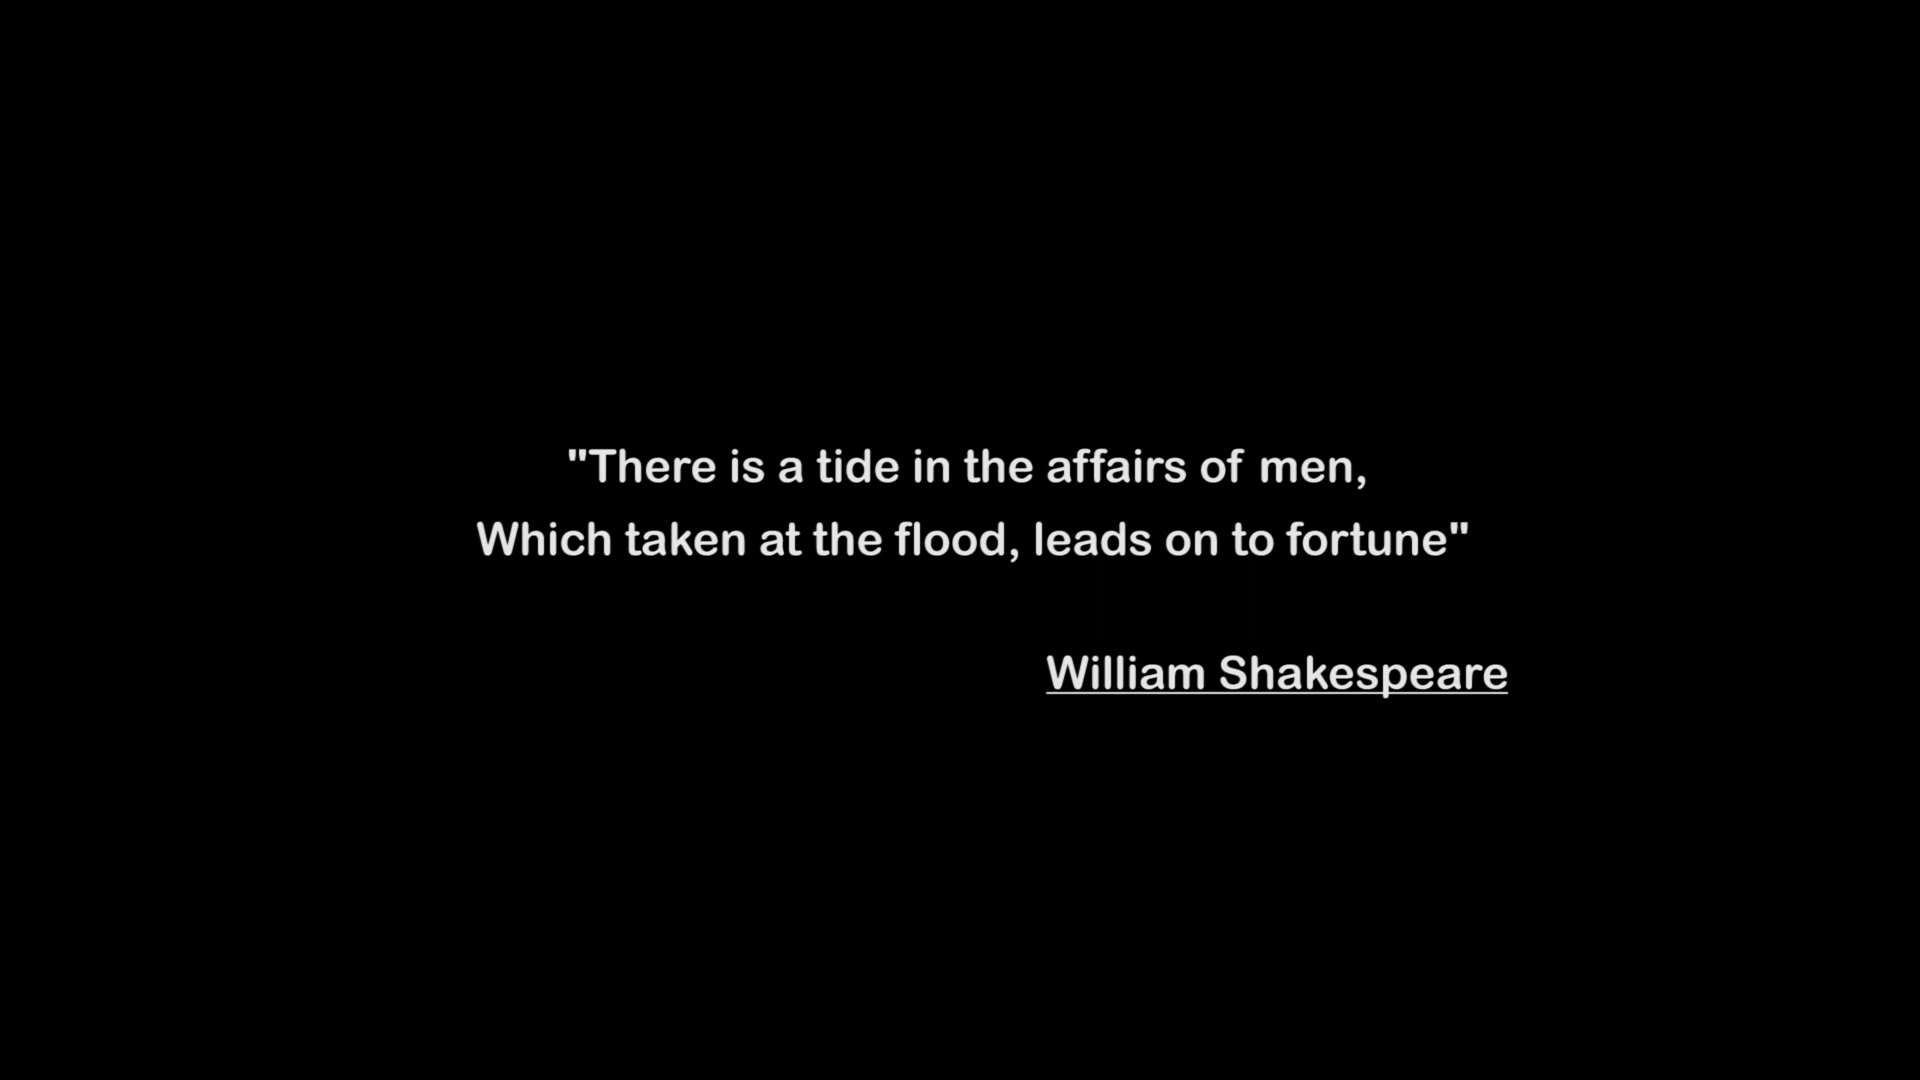 "There is a tide in the affairs of men,
Which taken at the flood, leads on to fortune"
William Shakespeare